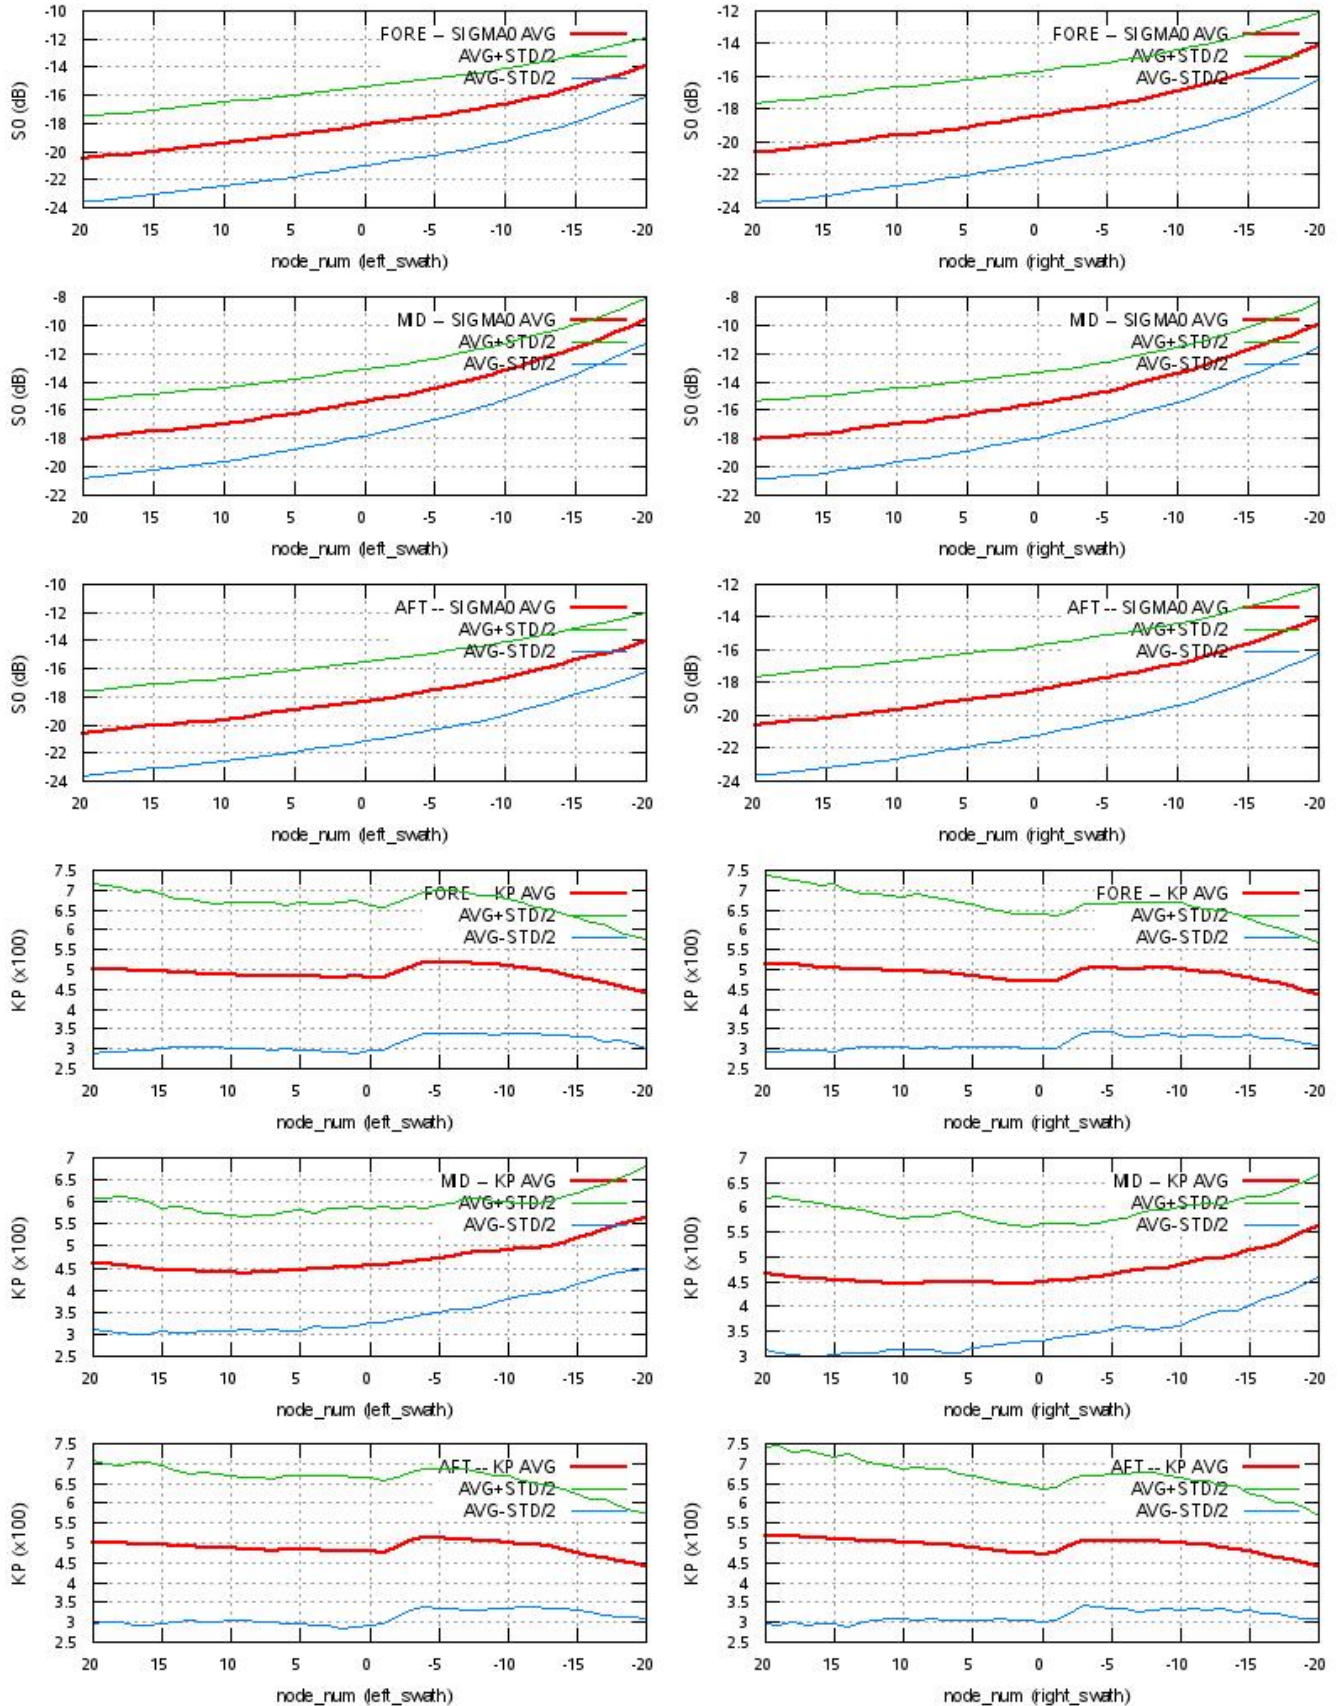 -10
-12
-14
-16
-18
-20
-22
-24
S0 (dB)
FORE -- SIGMA0 AVG
AVG+STD/2
AVG-STD/2
20 15 10 5 0 -5 -10 -15 -20
node_num (left_swath)
-12
-14
-16
-18
-20
-22
-24
S0 (dB)
FORE -- SIGMA0 AVG
AVG+STD/2
AVG-STD/2
20 15 10 5 0 -5 -10 -15 -20
node_num (right_swath)
-8
-10
-12
-14
-16
-18
-20
-22
S0 (dB)
MID -- SIGMA0 AVG
AVG+STD/2
AVG-STD/2
20 15 10 5 0 -5 -10 -15 -20
node_num (left_swath)
-8
-10
-12
-14
-16
-18
-20
-22
S0 (dB)
MID -- SIGMA0 AVG
AVG+STD/2
AVG-STD/2
20 15 10 5 0 -5 -10 -15 -20
node_num (right_swath)
-10
-12
-14
-16
-18
-20
-22
-24
S0 (dB)
AFT -- SIGMA0 AVG
AVG+STD/2
AVG-STD/2
20 15 10 5 0 -5 -10 -15 -20
node_num (left_swath)
-12
-14
-16
-18
-20
-22
-24
S0 (dB)
AFT -- SIGMA0 AVG
AVG+STD/2
AVG-STD/2
20 15 10 5 0 -5 -10 -15 -20
node_num (right_swath)
7.5
7
6.5
6
5.5
5
4.5
4
3.5
3
2.5
KP (x100)
FORE -- KP AVG
AVG+STD/2
AVG-STD/2
20 15 10 5 0 -5 -10 -15 -20
node_num (left_swath)
7.5
7
6.5
6
5.5
5
4.5
4
3.5
3
2.5
KP (x100)
FORE -- KP AVG
AVG+STD/2
AVG-STD/2
20 15 10 5 0 -5 -10 -15 -20
node_num (right_swath)
7
6.5
6
5.5
5
4.5
4
3.5
3
2.5
KP (x100)
MID -- KP AVG
AVG+STD/2
AVG-STD/2
20 15 10 5 0 -5 -10 -15 -20
node_num (left_swath)
7
6.5
6
5.5
5
4.5
4
3.5
3
KP (x100)
MID -- KP AVG
AVG+STD/2
AVG-STD/2
20 15 10 5 0 -5 -10 -15 -20
node_num (right_swath)
7.5
7
6.5
6
5.5
5
4.5
4
3.5
3
2.5
KP (x100)
AFT -- KP AVG
AVG+STD/2
AVG-STD/2
20 15 10 5 0 -5 -10 -15 -20
node_num (left_swath)
7.5
7
6.5
6
5.5
5
4.5
4
3.5
3
2.5
KP (x100)
AFT -- KP AVG
AVG+STD/2
AVG-STD/2
20 15 10 5 0 -5 -10 -15 -20
node_num (right_swath)